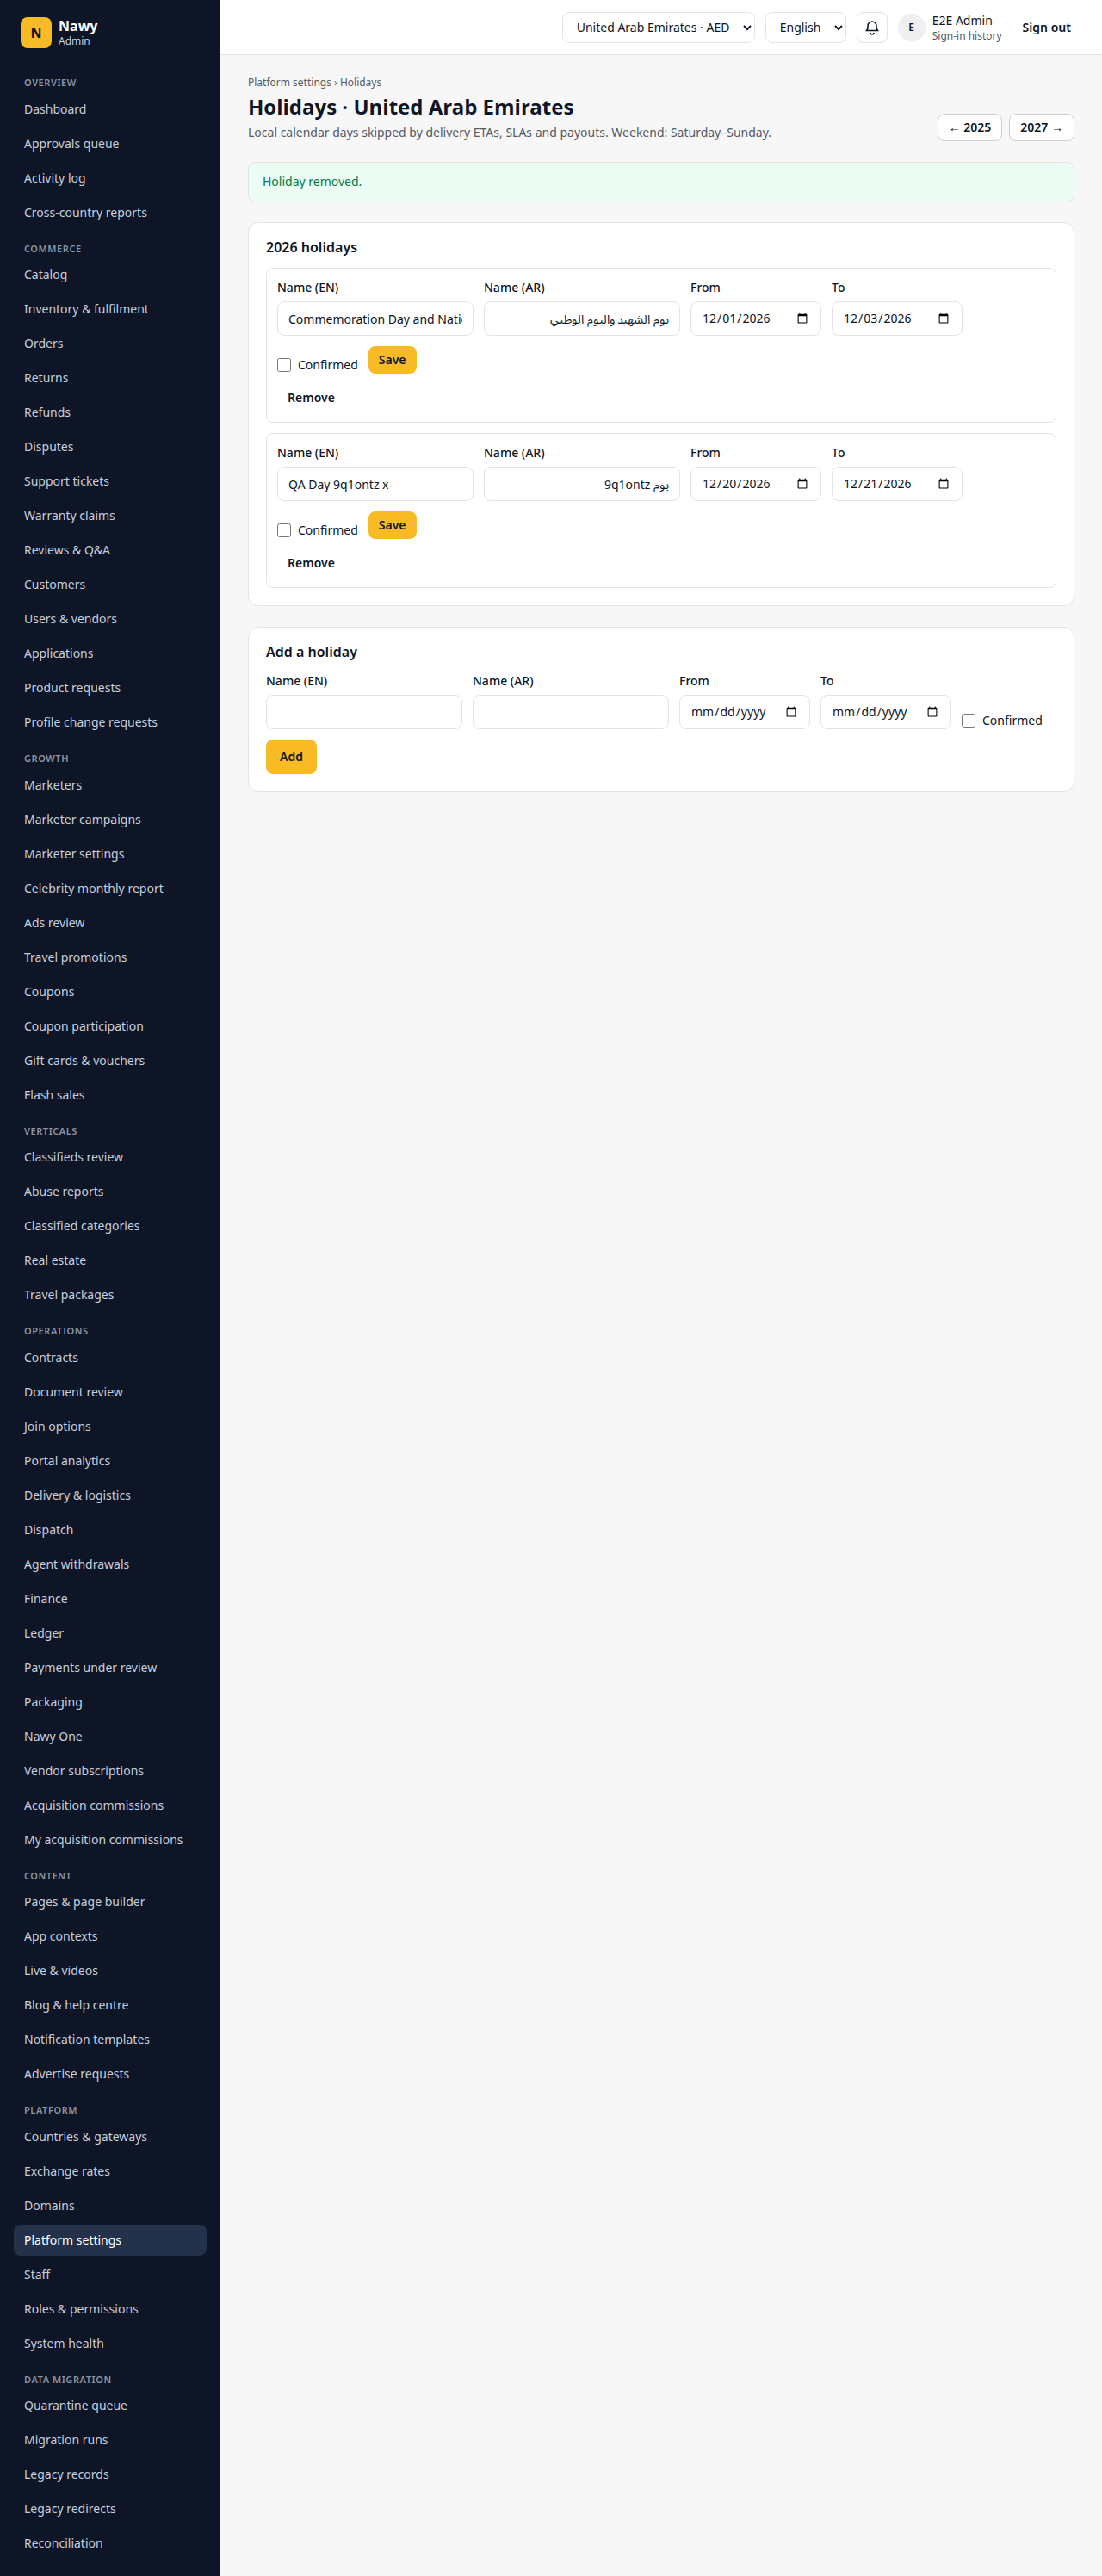 N
Nawy
Admin
United Arab Emirates · AED
English
E
E2E Admin
Sign-in history
Sign out
OVERVIEW
Dashboard
Approvals queue
Activity log
Cross-country reports
COMMERCE
Catalog
Inventory & fulfilment
Orders
Returns
Refunds
Disputes
Support tickets
Warranty claims
Reviews & Q&A
Customers
Users & vendors
Applications
Product requests
Profile change requests
GROWTH
Marketers
Marketer campaigns
Marketer settings
Celebrity monthly report
Ads review
Travel promotions
Coupons
Coupon participation
Gift cards & vouchers
Flash sales
VERTICALS
Classifieds review
Abuse reports
Classified categories
Real estate
Travel packages
OPERATIONS
Contracts
Document review
Join options
Portal analytics
Delivery & logistics
Dispatch
Agent withdrawals
Finance
Ledger
Payments under review
Packaging
Nawy One
Vendor subscriptions
Acquisition commissions
My acquisition commissions
CONTENT
Pages & page builder
App contexts
Live & videos
Blog & help centre
Notification templates
Advertise requests
PLATFORM
Countries & gateways
Exchange rates
Domains
Platform settings
Staff
Roles & permissions
System health
DATA MIGRATION
Quarantine queue
Migration runs
Legacy records
Legacy redirects
Reconciliation
Platform settings › Holidays
Holidays · United Arab Emirates
Local calendar days skipped by delivery ETAs, SLAs and payouts. Weekend: Saturday–Sunday.
← 2025
2027 →
Holiday removed.
2026 holidays
Name (EN) Name (AR) From To
Commemoration Day and Nati يوم الشهيد واليوم الوطني 12/01/2026 12/03/2026
Confirmed Save
Remove
Name (EN) Name (AR) From To
QA Day 9q1ontz x يوم 9q1ontz 12/20/2026 12/21/2026
Confirmed Save
Remove
Add a holiday
Name (EN) Name (AR) From To
mm/dd/yyyy mm/dd/yyyy Confirmed
Add